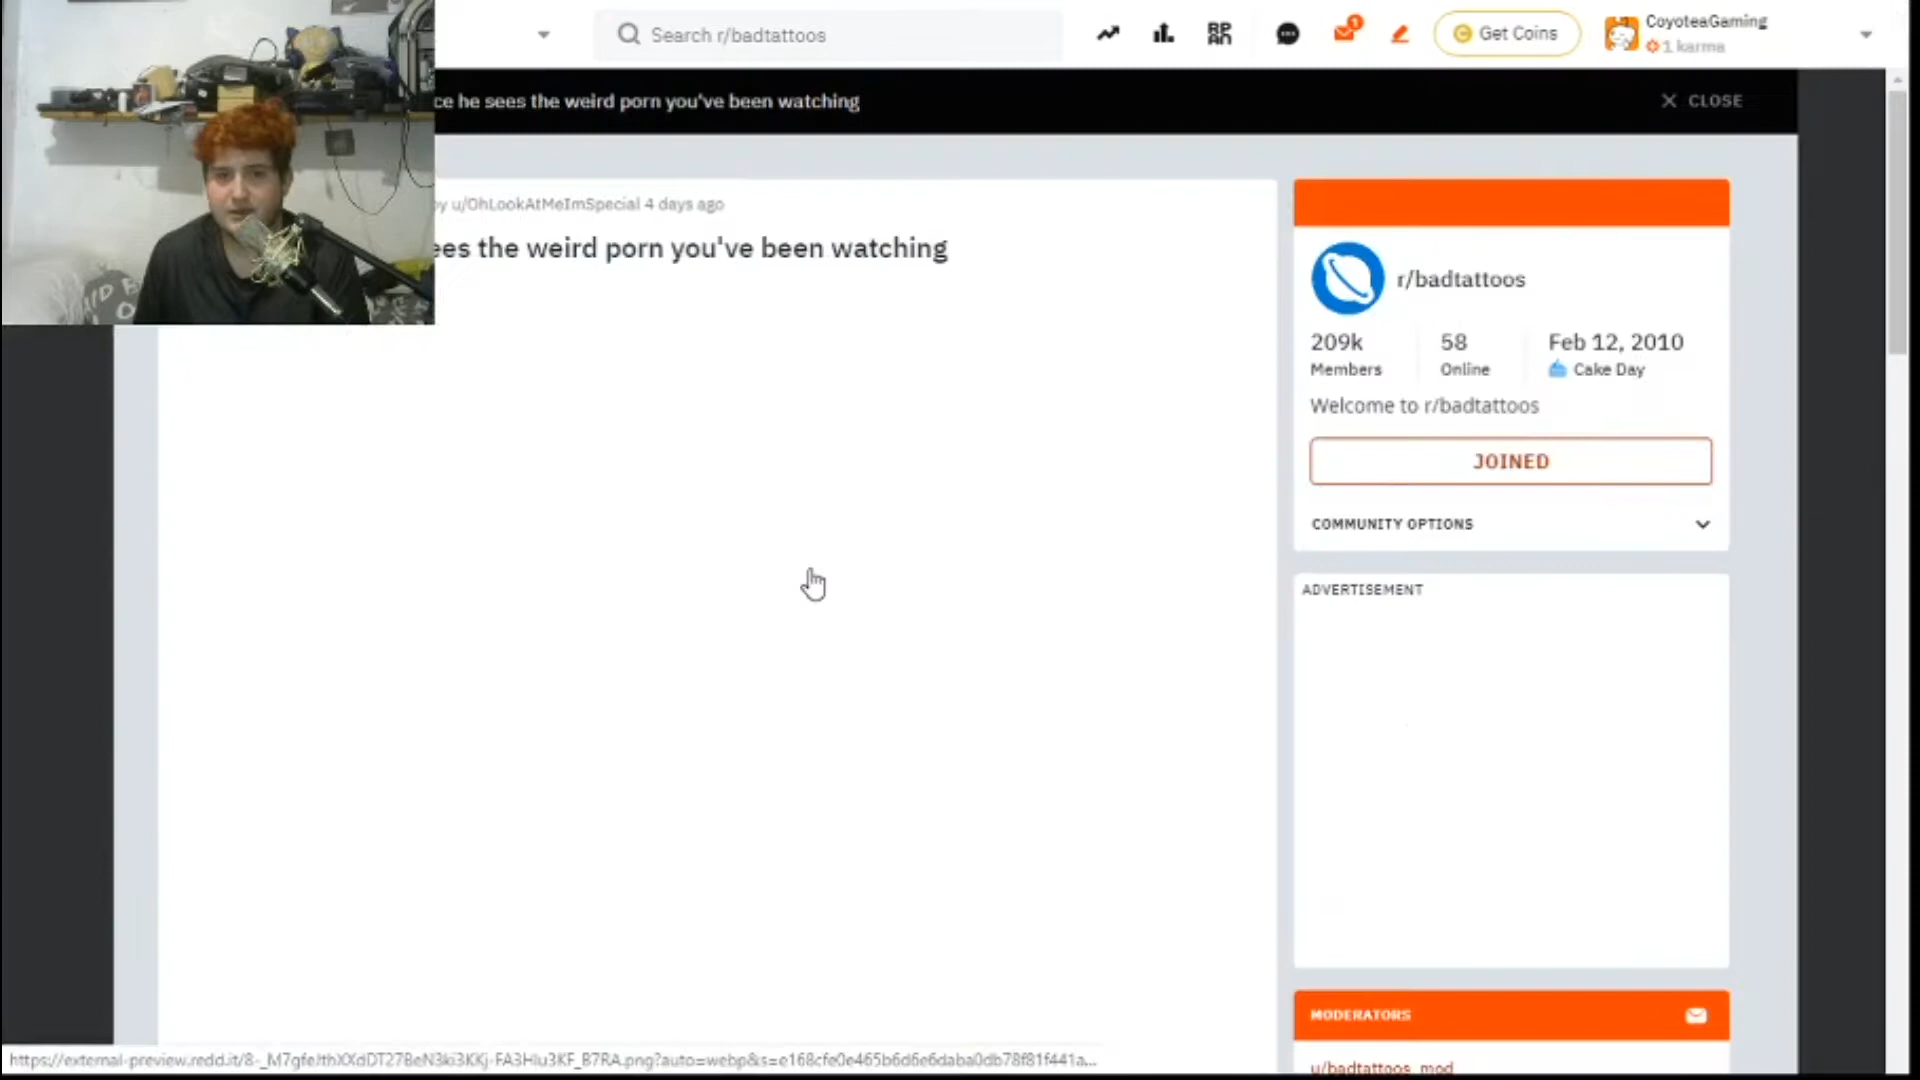 Search r/badtattoos
1
Get Coins
CoyoteaGaming
1 karma
ce he sees the weird porn you've been watching
CLOSE
by u/OhLookAtMeImSpecial 4 days ago
ees the weird porn you've been watching
r/badtattoos
209k
Members
58
Online
Feb 12, 2010
Cake Day
Welcome to r/badtattoos
JOINED
COMMUNITY OPTIONS
ADVERTISEMENT
MODERATORS
u/badtattoos_mod